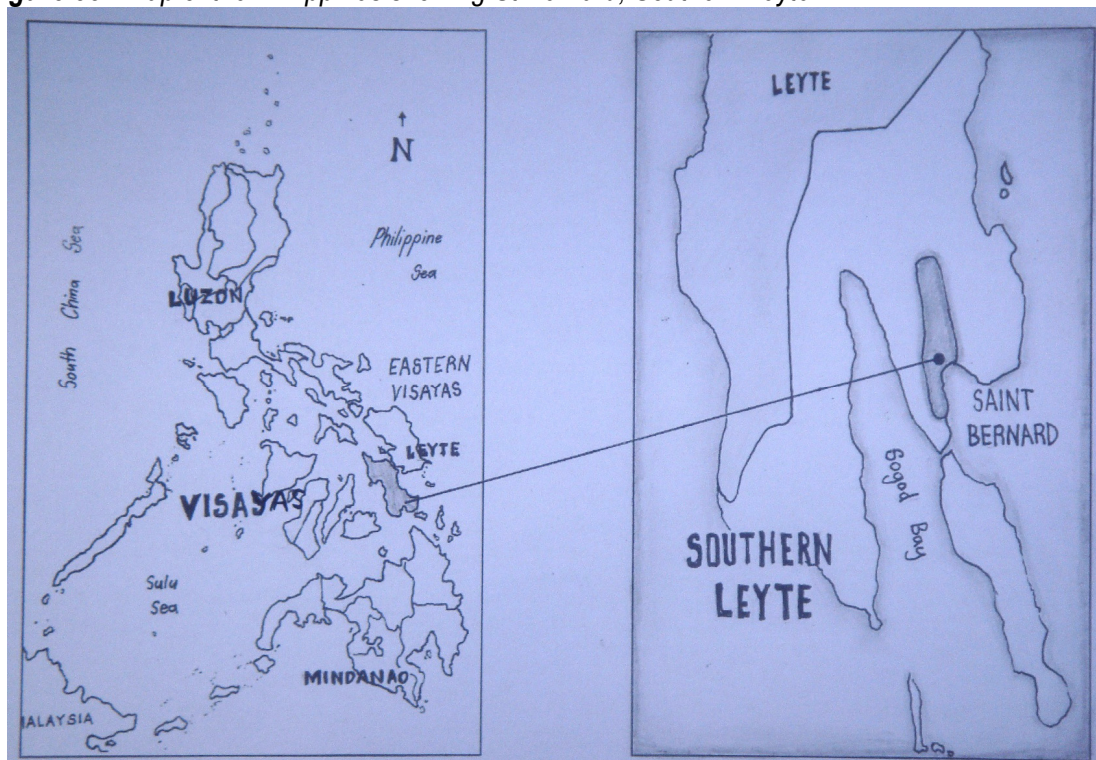 N
South China Sea
Philippine
Sea
LUZON
EASTERN
VISAYAS
LEYTE
VISAYAS
Sulu
Sea
MINDANAO
MALAYSIA
LEYTE
SAINT
BERNARD
Sogod Bay
SOUTHERN
LEYTE